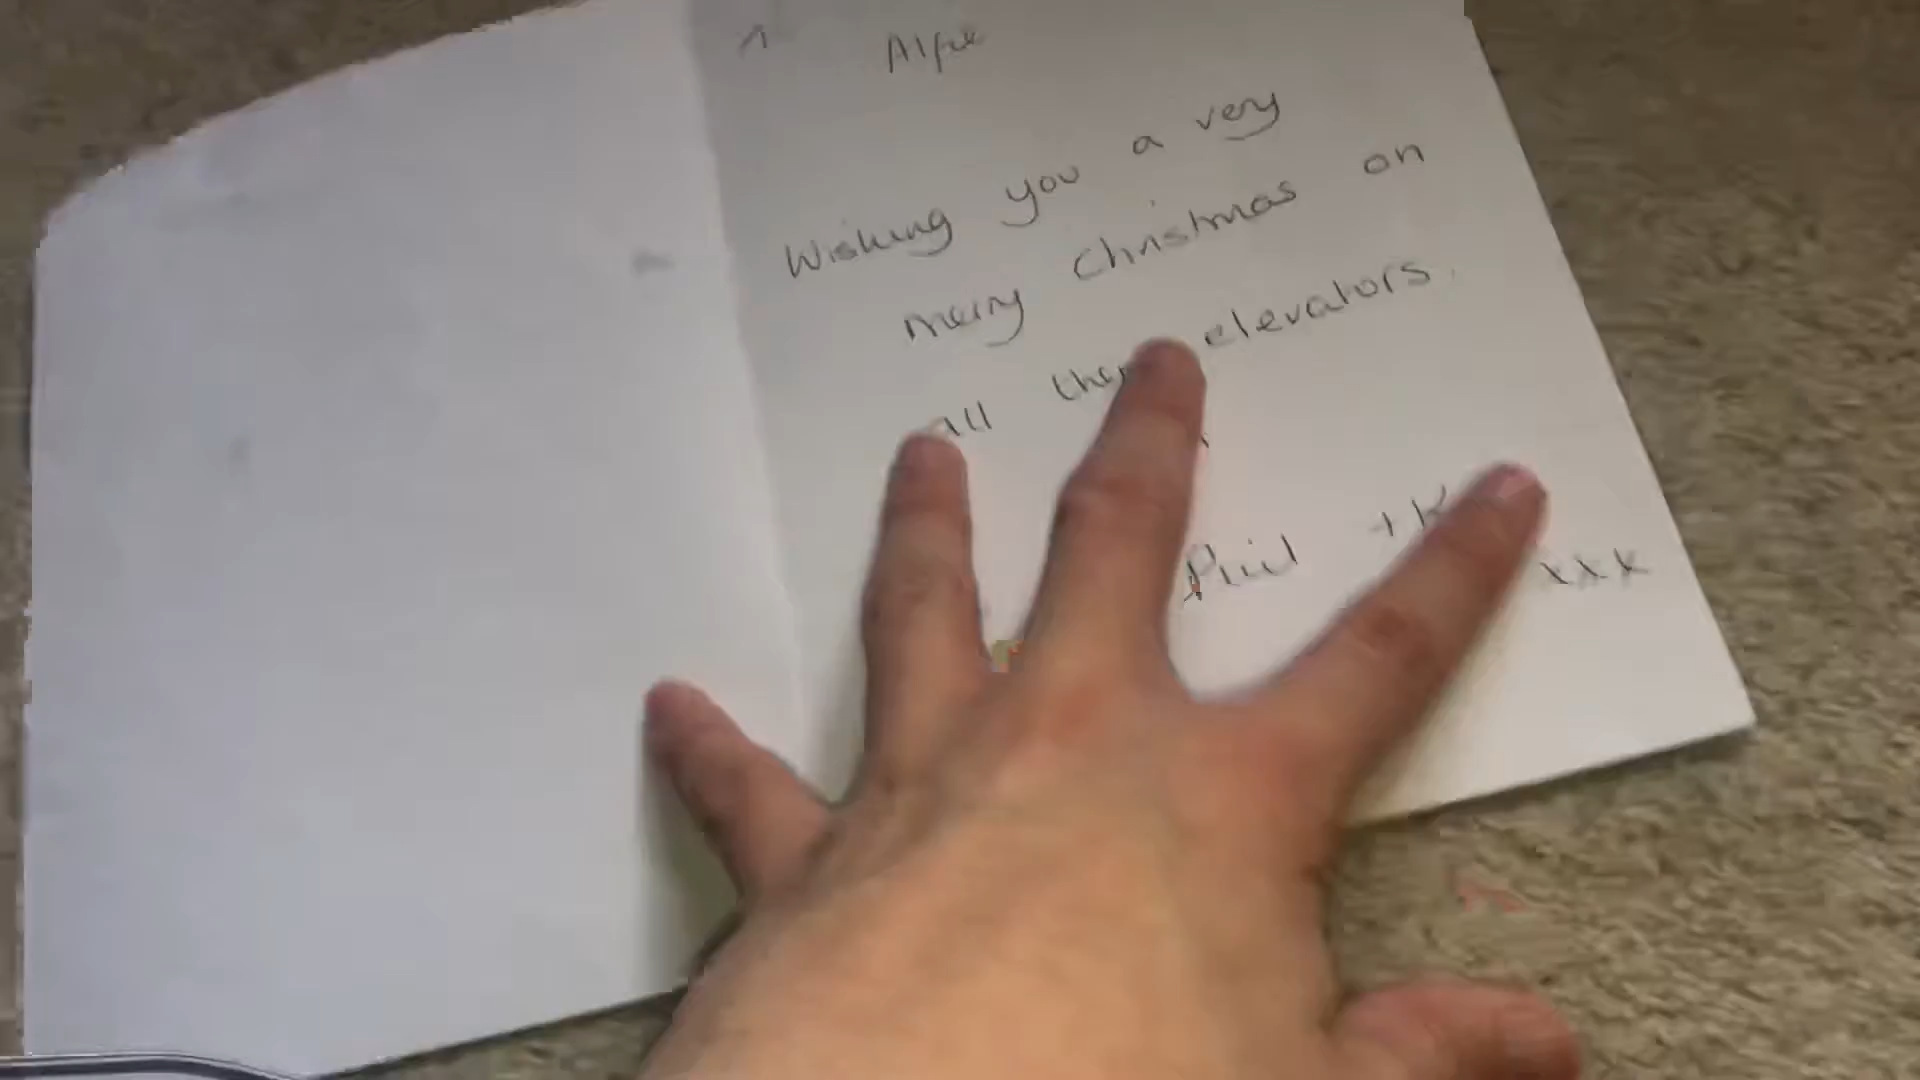 Alfie
Wishing you a very
merry Christmas on
all the elevators.
Phil + K
xxx